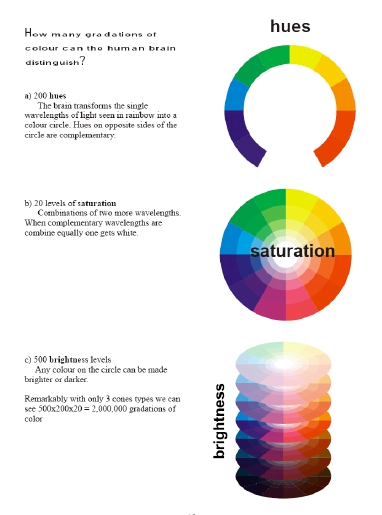 How many gradations of
colour can the human brain
distinguish?
hues
a) 200 hues
The brain transforms the single
wavelengths of light seen in rainbow into a
colour circle. Hues on opposite sides of the
circle are complementary.
b) 20 levels of saturation
Combinations of two more wavelengths.
When complementary wavelengths are
combine equally one gets white.
saturation
c) 500 brightness levels
Any colour on the circle can be made
brighter or darker.
Remarkably with only 3 cones types we can
see 500x200x20 = 2,000,000 gradations of
color
brightness